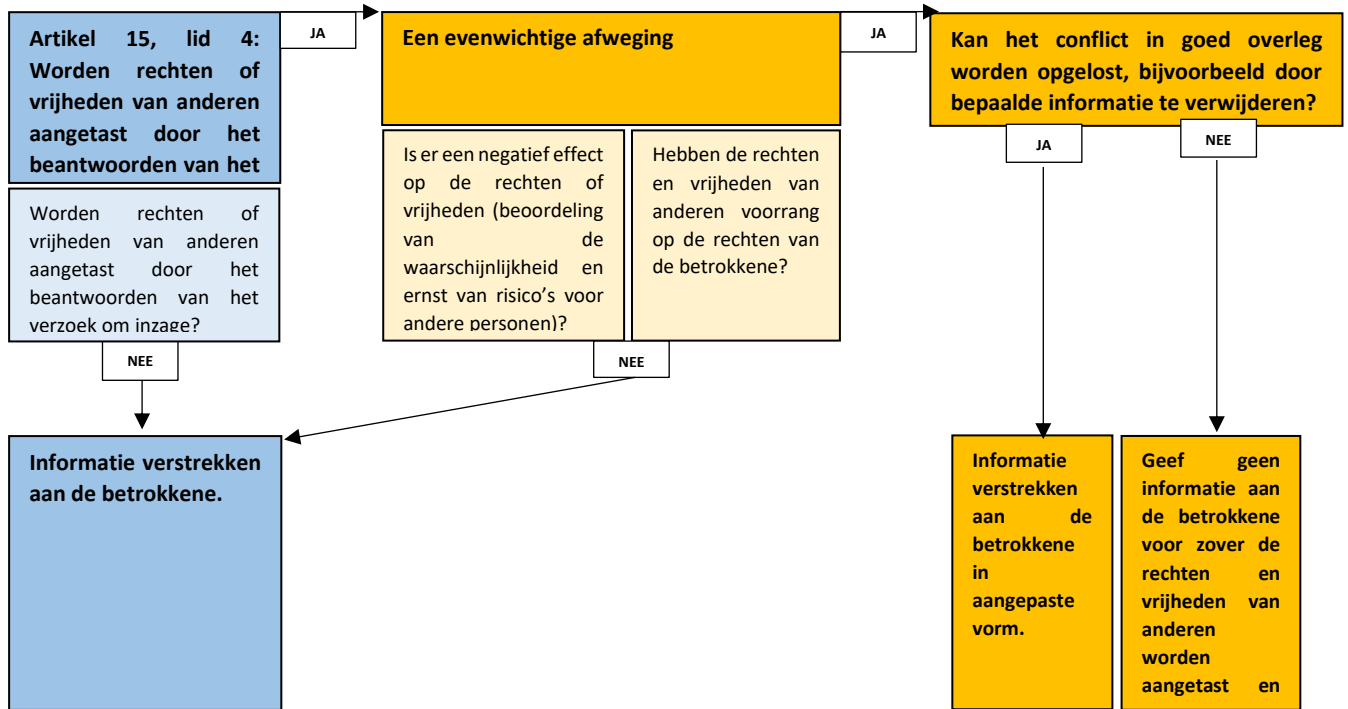 Artikel 15, lid 4:
Worden rechten of
vrijheden van anderen
aangetast door het
beantwoorden van het
JA
Een evenwichtige afweging
JA
Kan het conflict in goed overleg
worden opgelost, bijvoorbeeld door
bepaalde informatie te verwijderen?
Worden rechten of
vrijheden van anderen
aangetast door het
beantwoorden van het
verzoek om inzage?
NEE
Is er een negatief effect
op de rechten of
vrijheden (beoordeling
van de
waarschijnlijkheid en
ernst van risico's voor
andere personen)?
Hebben de rechten
en vrijheden van
anderen voorrang
op de rechten van
de betrokkene?
NEE
JA
NEE
Informatie verstrekken
aan de betrokkene.
Informatie
verstrekken
aan de
betrokkene
in
aangepaste
vorm.
Geef geen
informatie aan
de betrokkene
voor zover de
rechten en
vrijheden van
anderen
worden
aangetast en